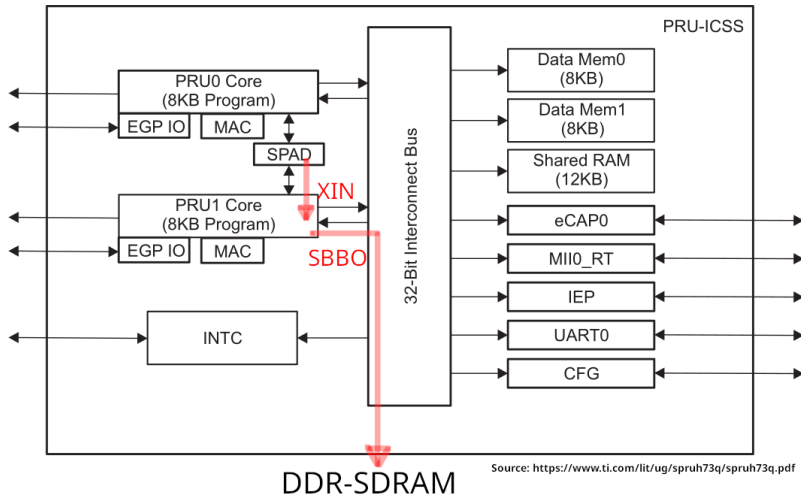 PRU-ICSS
PRU0 Core
(8KB Program)
EGP IO
MAC
SPAD
XIN
PRU1 Core
(8KB Program)
EGP IO
MAC
SBBO
INTC
32-Bit Interconnect Bus
Data Mem0
(8KB)
Data Mem1
(8KB)
Shared RAM
(12KB)
eCAP0
MII0_RT
IEP
UART0
CFG
DDR-SDRAM
Source: https://www.ti.com/lit/ug/spruh73q/spruh73q.pdf